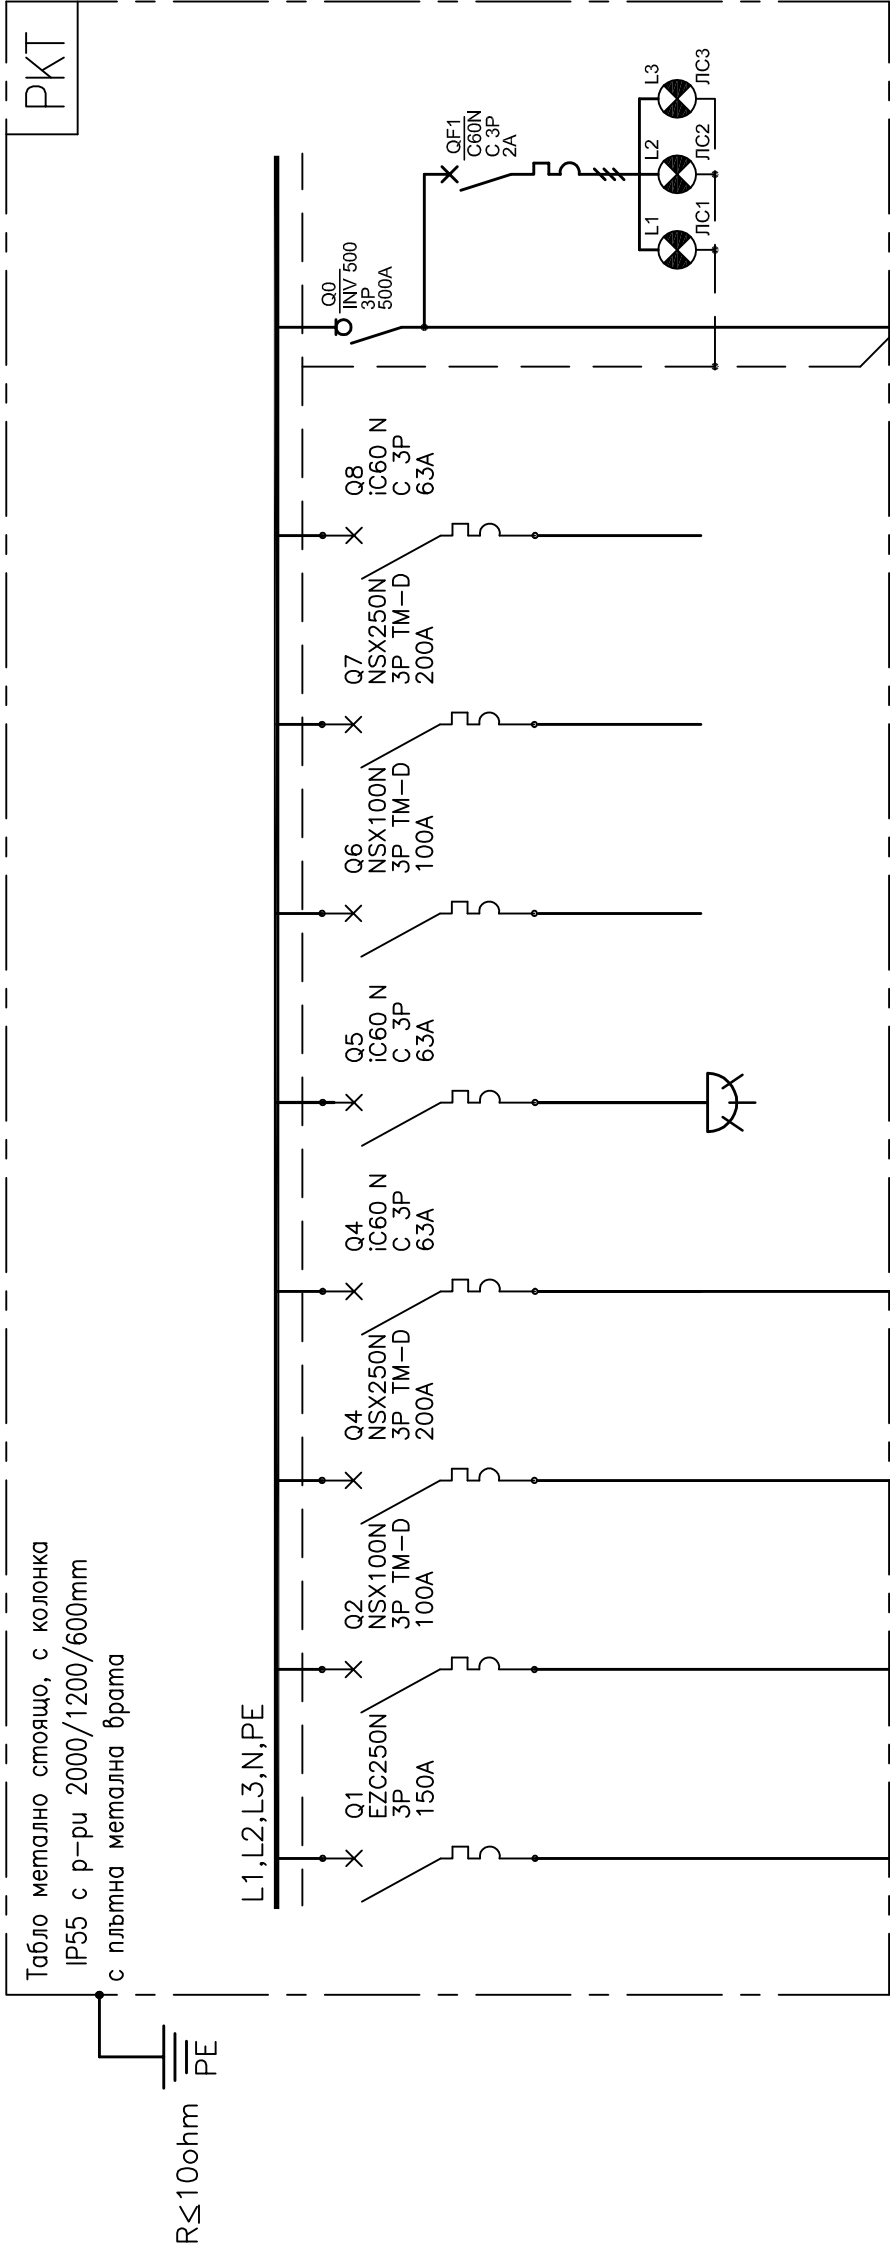 РКТ
Табло метално стоящо, с колонка
IP55 с р-ри 2000/1200/600mm
с плътна метална врата
R≤10ohm
PE
L1,L2,L3,N,PE
Q1
EZC250N
3P
150A
Q2
NSX100N
3P TM-D
100A
Q4
NSX250N
3P TM-D
200A
Q4
iC60 N
C 3P
63A
Q5
iC60 N
C 3P
63A
Q6
NSX100N
3P TM-D
100A
Q7
NSX250N
3P TM-D
200A
Q8
iC60 N
C 3P
63A
Q0
INV 500
3P
500A
QF1
C60N
C 3P
2A
L1
L2
L3
ЛС1
ЛС2
ЛС3